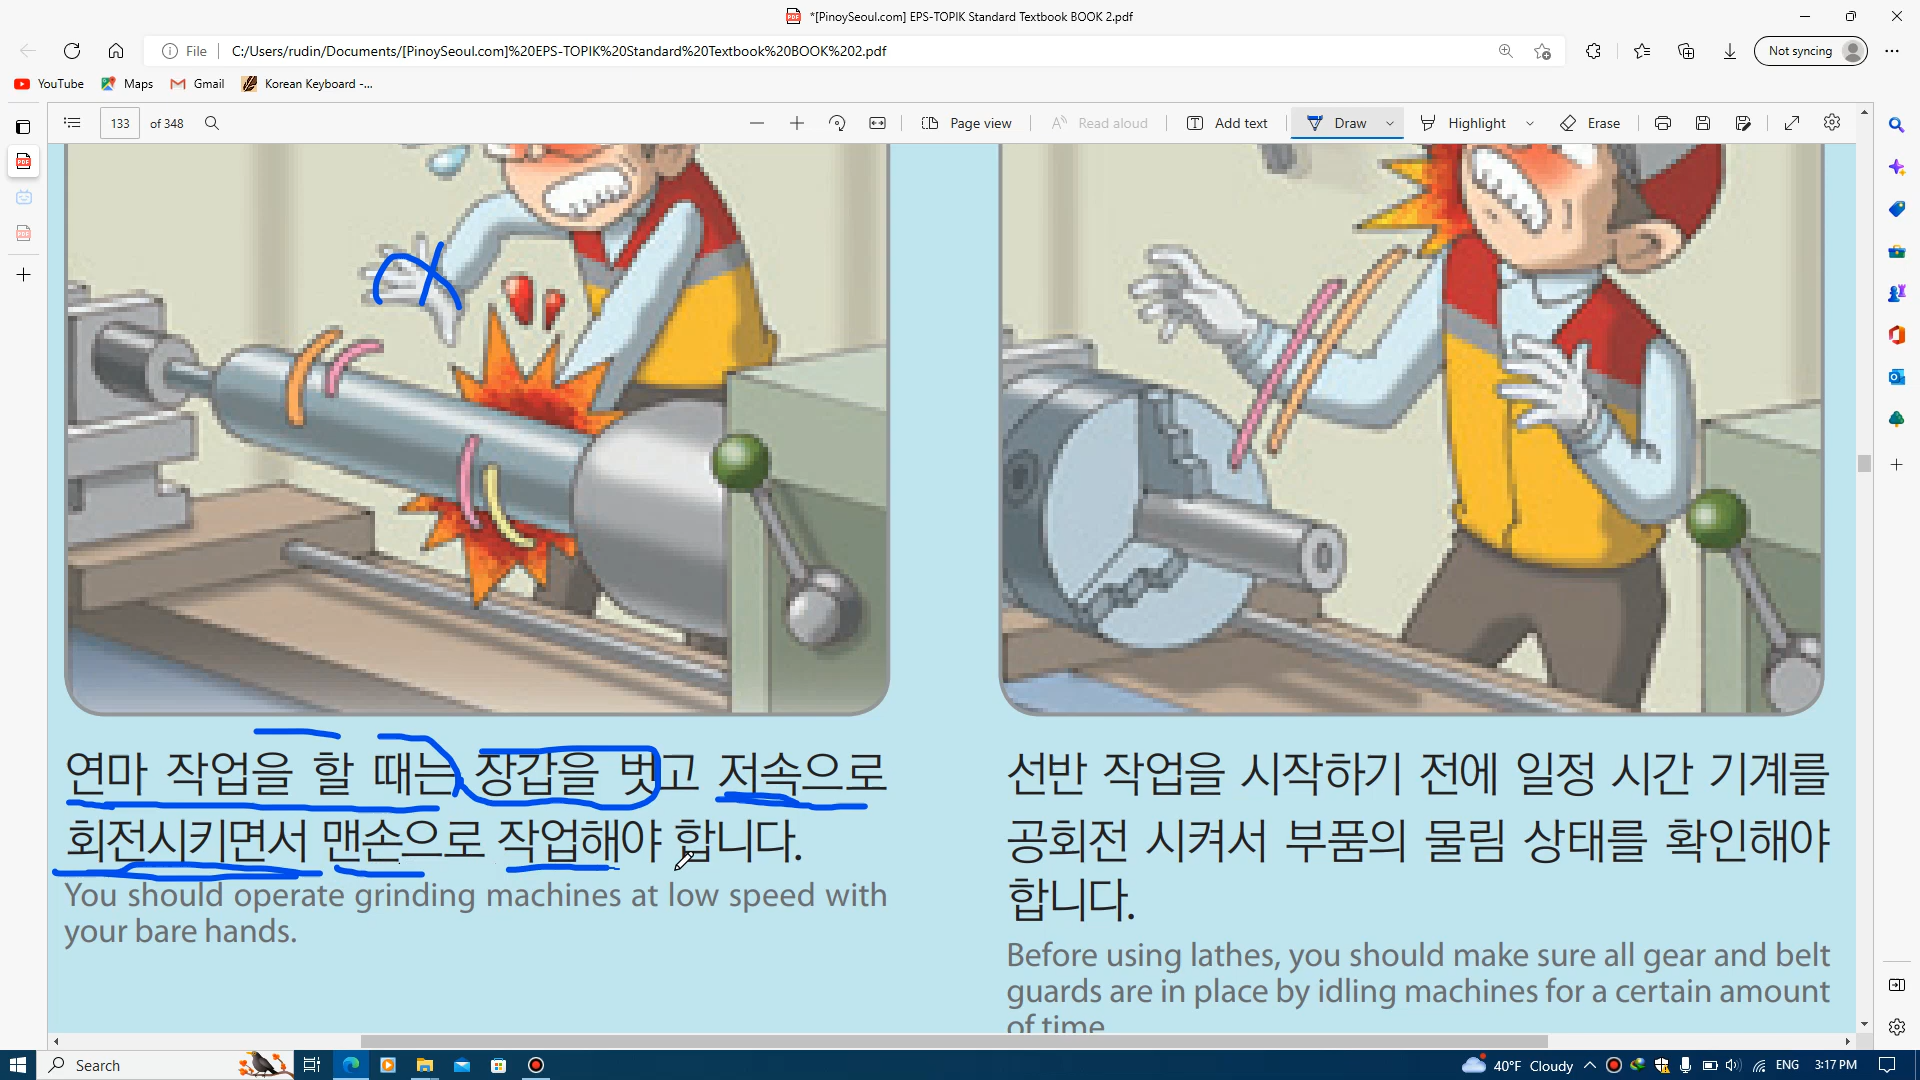 *[PinoySeoul.com] EPS-TOPIK Standard Textbook BOOK 2.pdf
File C:/Users/rudin/Documents/[PinoySeoul.com]%20EPS-TOPIK%20Standard%20Textbook%20BOOK%202.pdf
Not syncing
YouTube Maps Gmail Korean Keyboard -...
133 of 348 Page view Read aloud Add text Draw Highlight Erase
연마 작업을 할 때는 장갑을 벗고 저속으로
회전시키면서 맨손으로 작업해야 합니다.
You should operate grinding machines at low speed with
your bare hands.
선반 작업을 시작하기 전에 일정 시간 기계를
공회전 시켜서 부품의 물림 상태를 확인해야
합니다.
Before using lathes, you should make sure all gear and belt
guards are in place by idling machines for a certain amount
of time
Search 40°F Cloudy ENG 3:17 PM